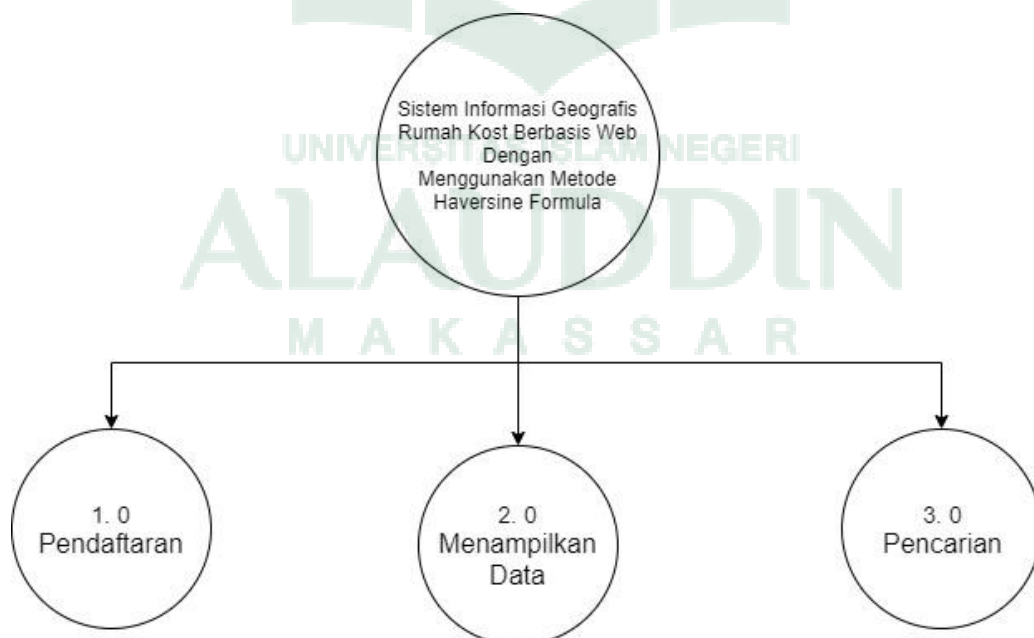 Sistem Informasi Geografis
Rumah Kost Berbasis Web
Dengan
Menggunakan Metode
Haversine Formula
UNIVERSITAS ISLAM NEGERI
ALAUDDIN
MAKASSAR
1. 0
Pendaftaran
2. 0
Menampilkan
Data
3. 0
Pencarian